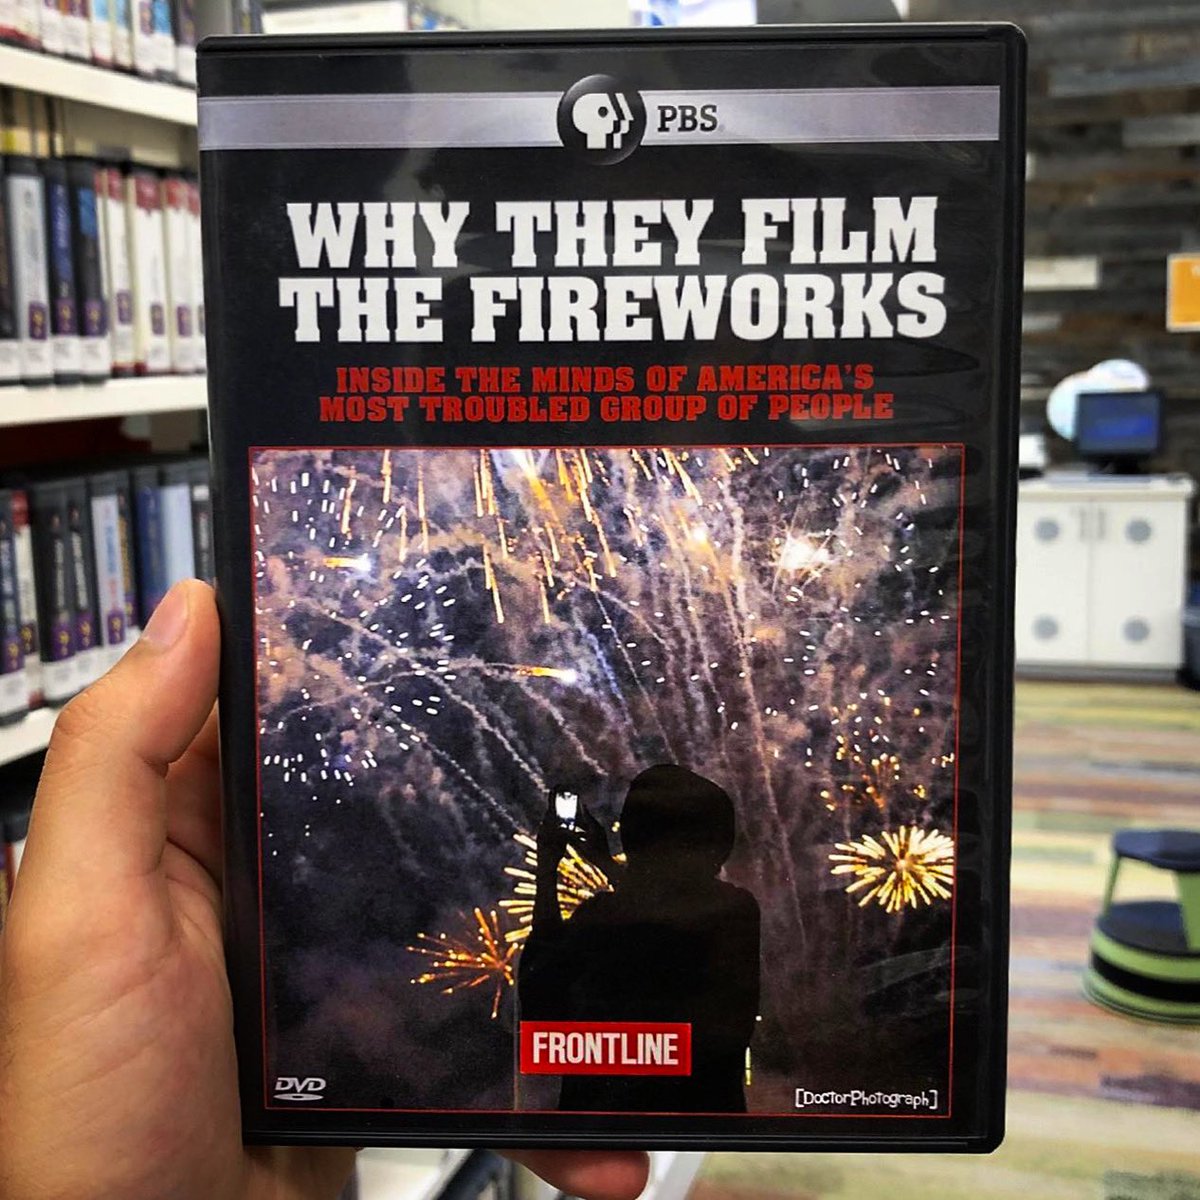 PBS
WHY THEY FILM
THE FIREWORKS
INSIDE THE MINDS OF AMERICA'S
MOST TROUBLED GROUP OF PEOPLE
FRONTLINE
DVD
[DoctorPhotograph]